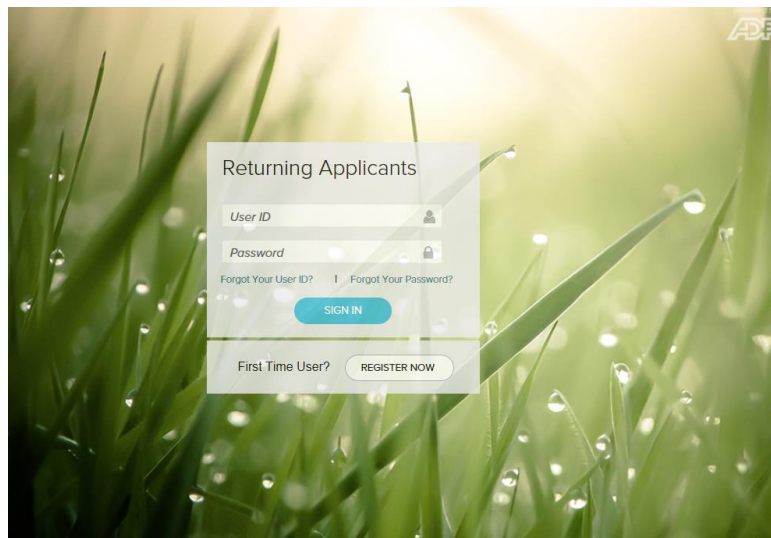 ADP
Returning Applicants
User ID
Password
Forgot Your User ID? | Forgot Your Password?
SIGN IN
First Time User? REGISTER NOW